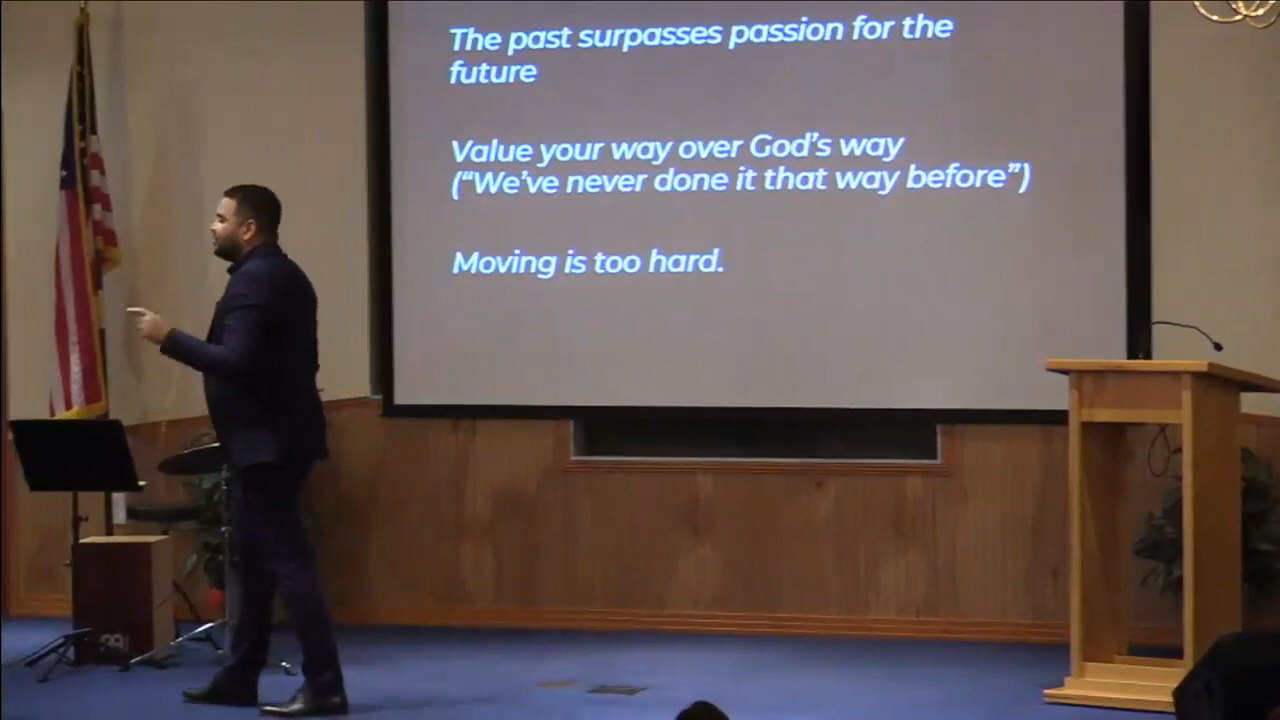 The past surpasses passion for the
future
Value your way over God's way
("We've never done it that way before")
Moving is too hard.